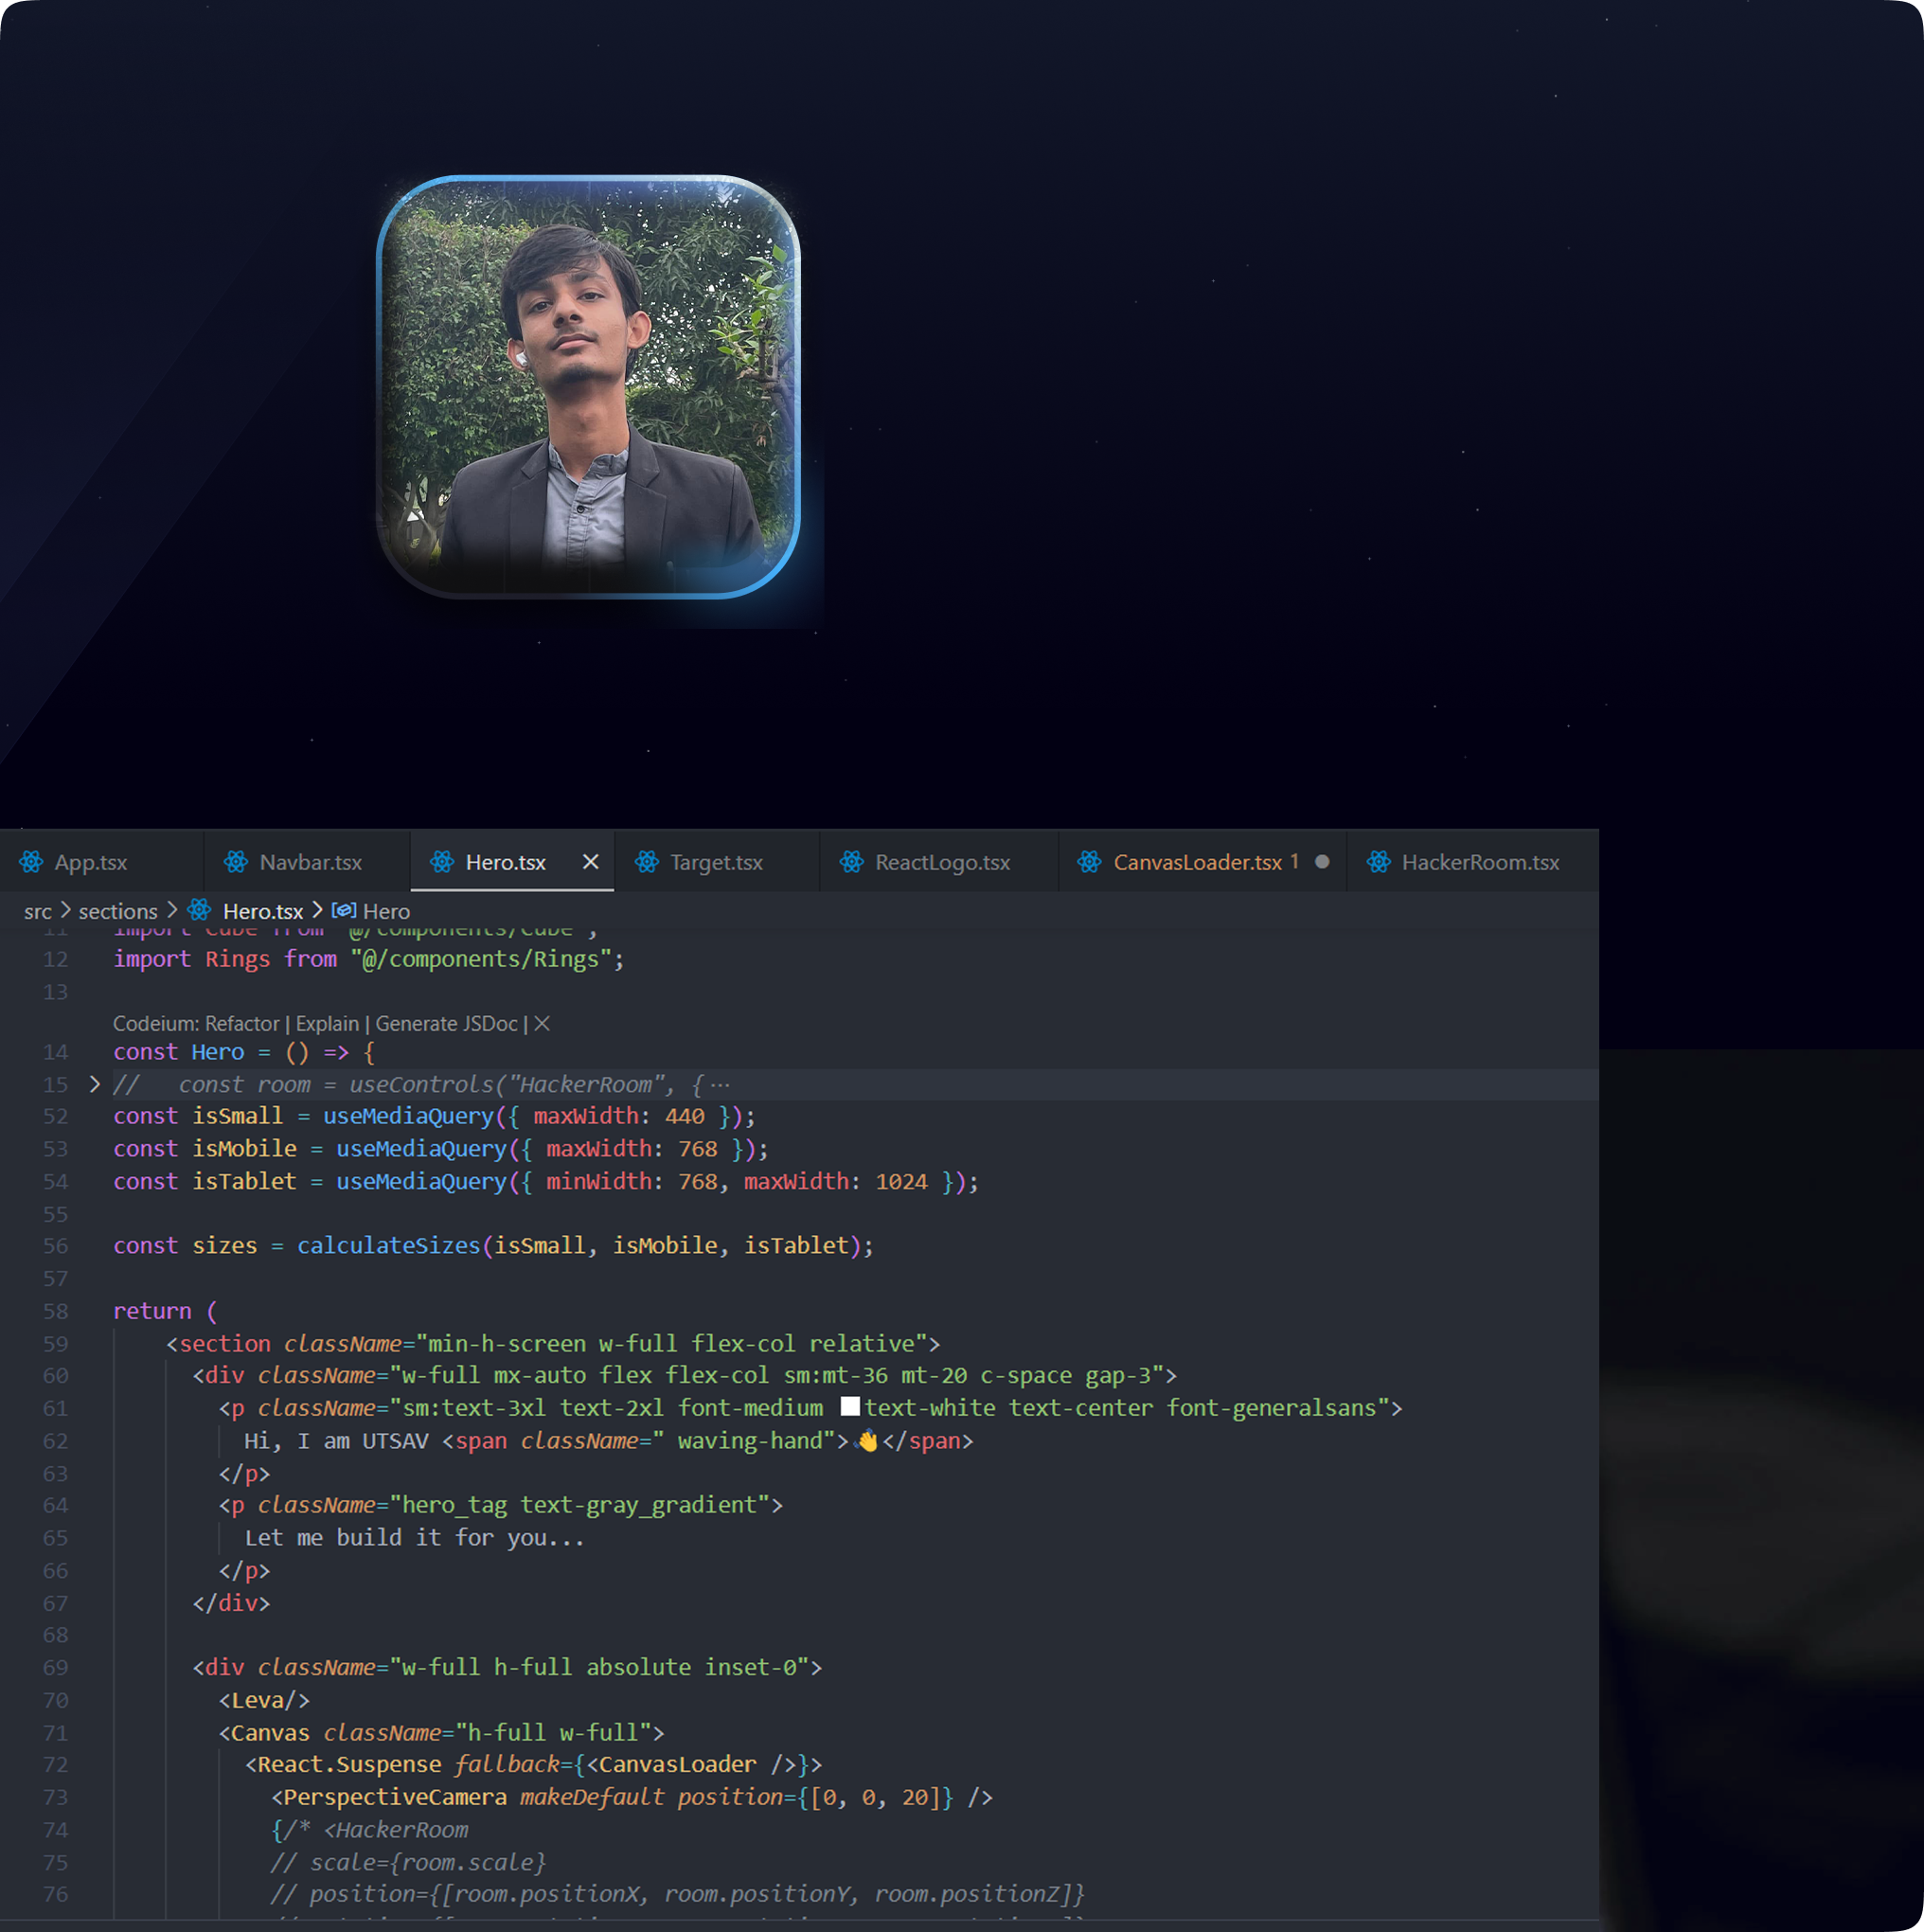 App.tsx Navbar.tsx Hero.tsx Target.tsx ReactLogo.tsx CanvasLoader.tsx 1 HackerRoom.tsx
src > sections > Hero.tsx > Hero
11 import Cube from "@/components/Cube";
12 import Rings from "@/components/Rings";
13
Codeium: Refactor | Explain | Generate JSDoc | ×
14 const Hero = () => {
15 // const room = useControls("HackerRoom", { ...
52 const isSmall = useMediaQuery({ maxWidth: 440 });
53 const isMobile = useMediaQuery({ maxWidth: 768 });
54 const isTablet = useMediaQuery({ minWidth: 768, maxWidth: 1024 });
55
56 const sizes = calculateSizes(isSmall, isMobile, isTablet);
57
58 return (
59 <section className="min-h-screen w-full flex-col relative">
60 <div className="w-full mx-auto flex flex-col sm:mt-36 mt-20 c-space gap-3">
61 <p className="sm:text-3xl text-2xl font-medium text-white text-center font-generalsans">
62 Hi, I am UTSAV <span className=" waving-hand">👋</span>
63 </p>
64 <p className="hero_tag text-gray_gradient">
65 Let me build it for you...
66 </p>
67 </div>
68
69 <div className="w-full h-full absolute inset-0">
70 <Leva/>
71 <Canvas className="h-full w-full">
72 <React.Suspense fallback={<CanvasLoader />}>
73 <PerspectiveCamera makeDefault position={[0, 0, 20]} />
74 {/* <HackerRoom
75 // scale={room.scale}
76 // position={[room.positionX, room.positionY, room.positionZ]}